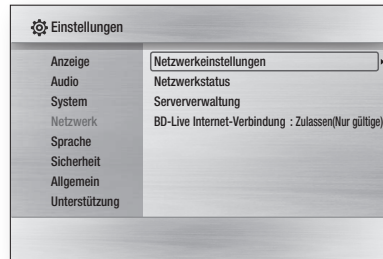 Einstellungen
Anzeige
Audio
System
Netzwerk
Sprache
Sicherheit
Allgemein
Unterstützung
Netzwerkeinstellungen
Netzwerkstatus
Serververwaltung
BD-Live Internet-Verbindung : Zulassen(Nur gültige)